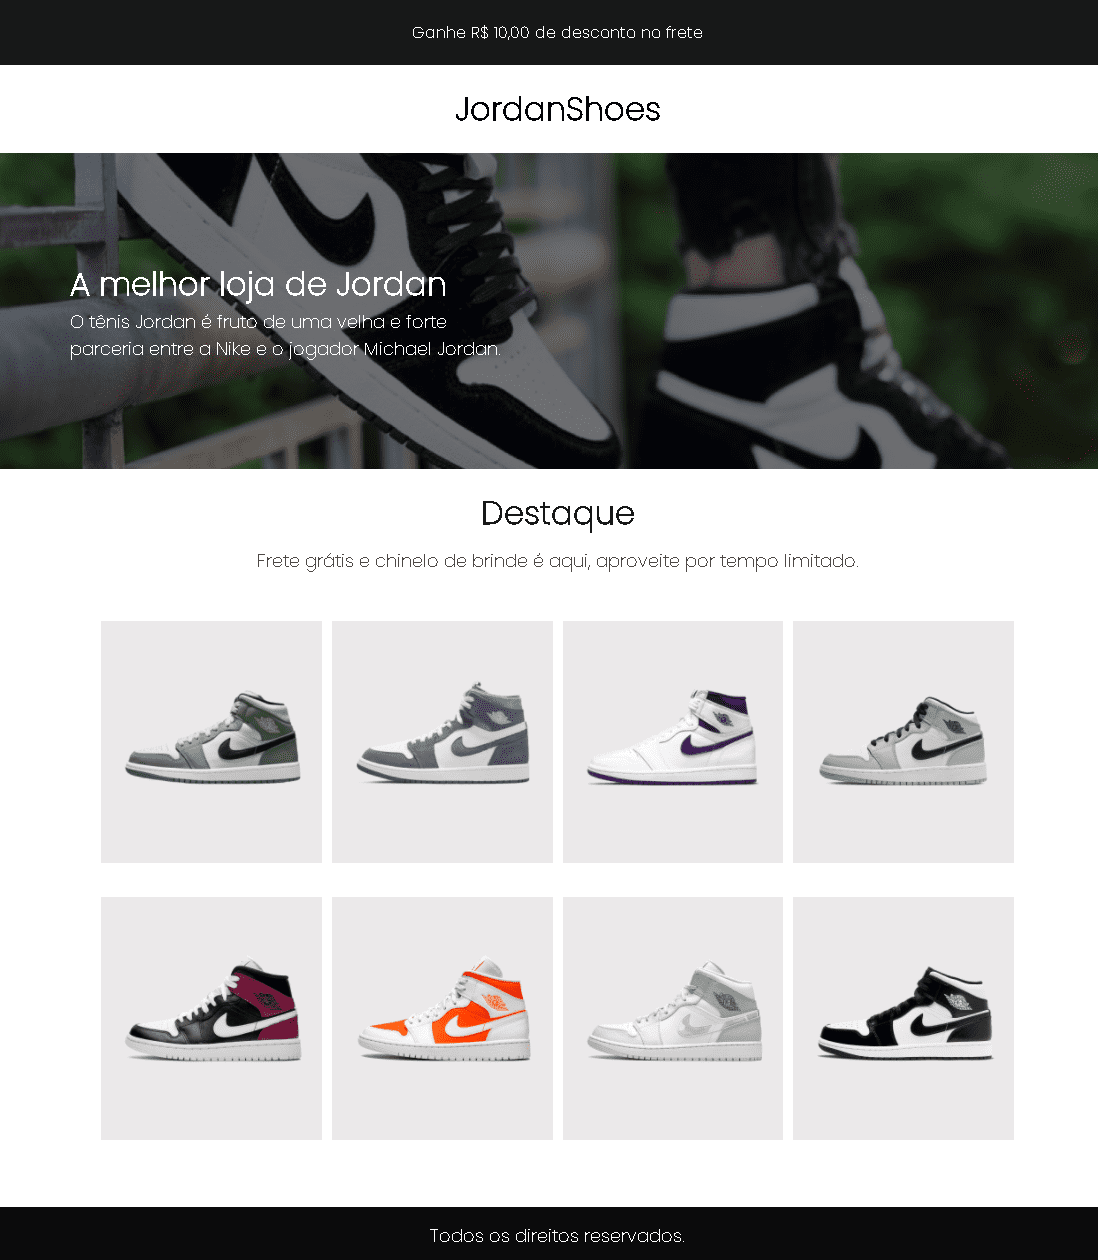 Ganhe R$ 10,00 de desconto no frete
JordanShoes
A melhor loja de Jordan
O tênis Jordan é fruto de uma velha e forte
parceria entre a Nike e o jogador Michael Jordan.
Destaque
Frete grátis e chinelo de brinde é aqui, aproveite por tempo limitado.
Todos os direitos reservados.